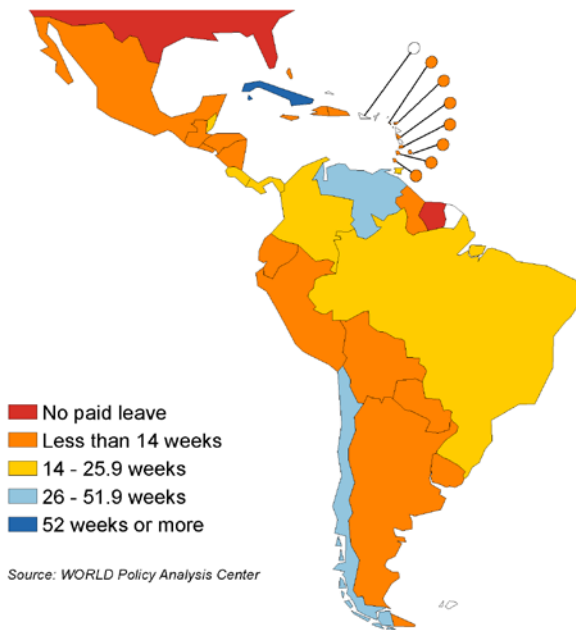 No paid leave
Less than 14 weeks
14 - 25.9 weeks
26 - 51.9 weeks
52 weeks or more
Source: WORLD Policy Analysis Center